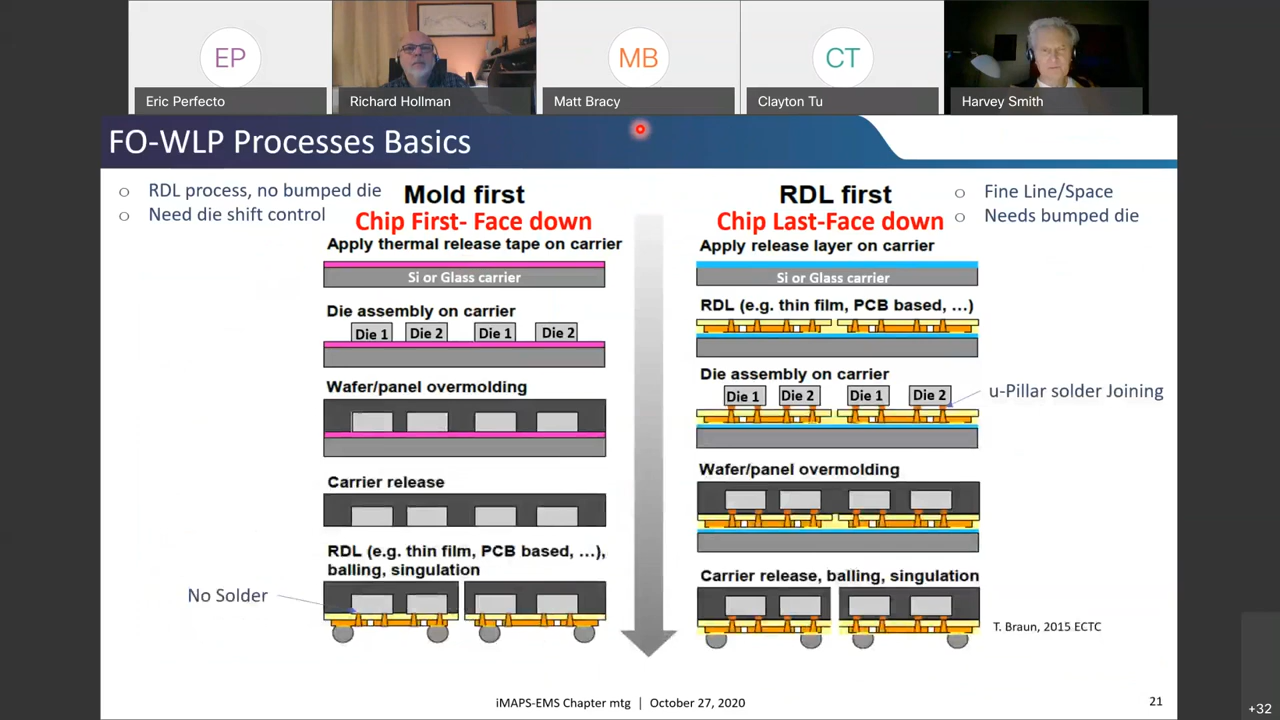 EP
MB
CT
Eric Perfecto
Richard Hollman
Matt Bracy
Clayton Tu
Harvey Smith
FO-WLP Processes Basics
o RDL process, no bumped die
o Need die shift control
Mold first
Chip First- Face down
Apply thermal release tape on carrier
Si or Glass carrier
Die assembly on carrier
Die 1 Die 2 Die 1 Die 2
Wafer/panel overmolding
Carrier release
RDL (e.g. thin film, PCB based, ...),
balling, singulation
No Solder
RDL first
Chip Last-Face down
o Fine Line/Space
o Needs bumped die
Apply release layer on carrier
Si or Glass carrier
RDL (e.g. thin film, PCB based, ...)
Die assembly on carrier
Die 1 Die 2 Die 1 Die 2
u-Pillar solder Joining
Wafer/panel overmolding
Carrier release, balling, singulation
T. Braun, 2015 ECTC
iMAPS-EMS Chapter mtg | October 27, 2020
21
+32